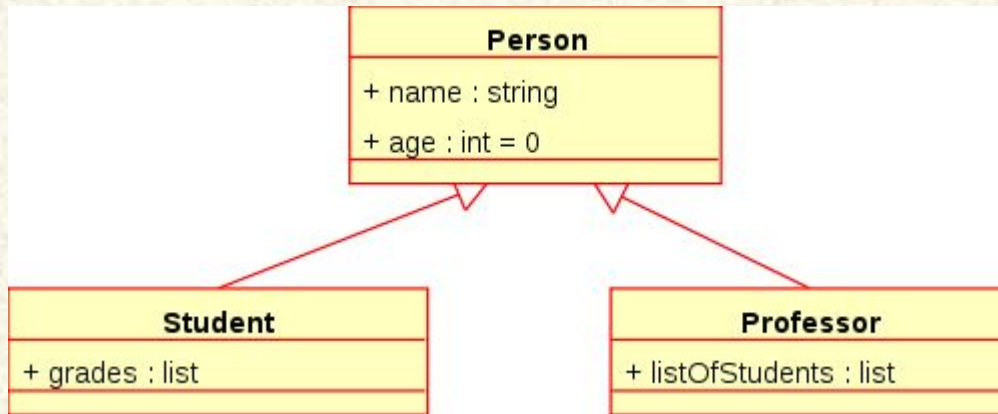 Person
+ name : string
+ age : int = 0
Student
+ grades : list
Professor
+ listOfStudents : list